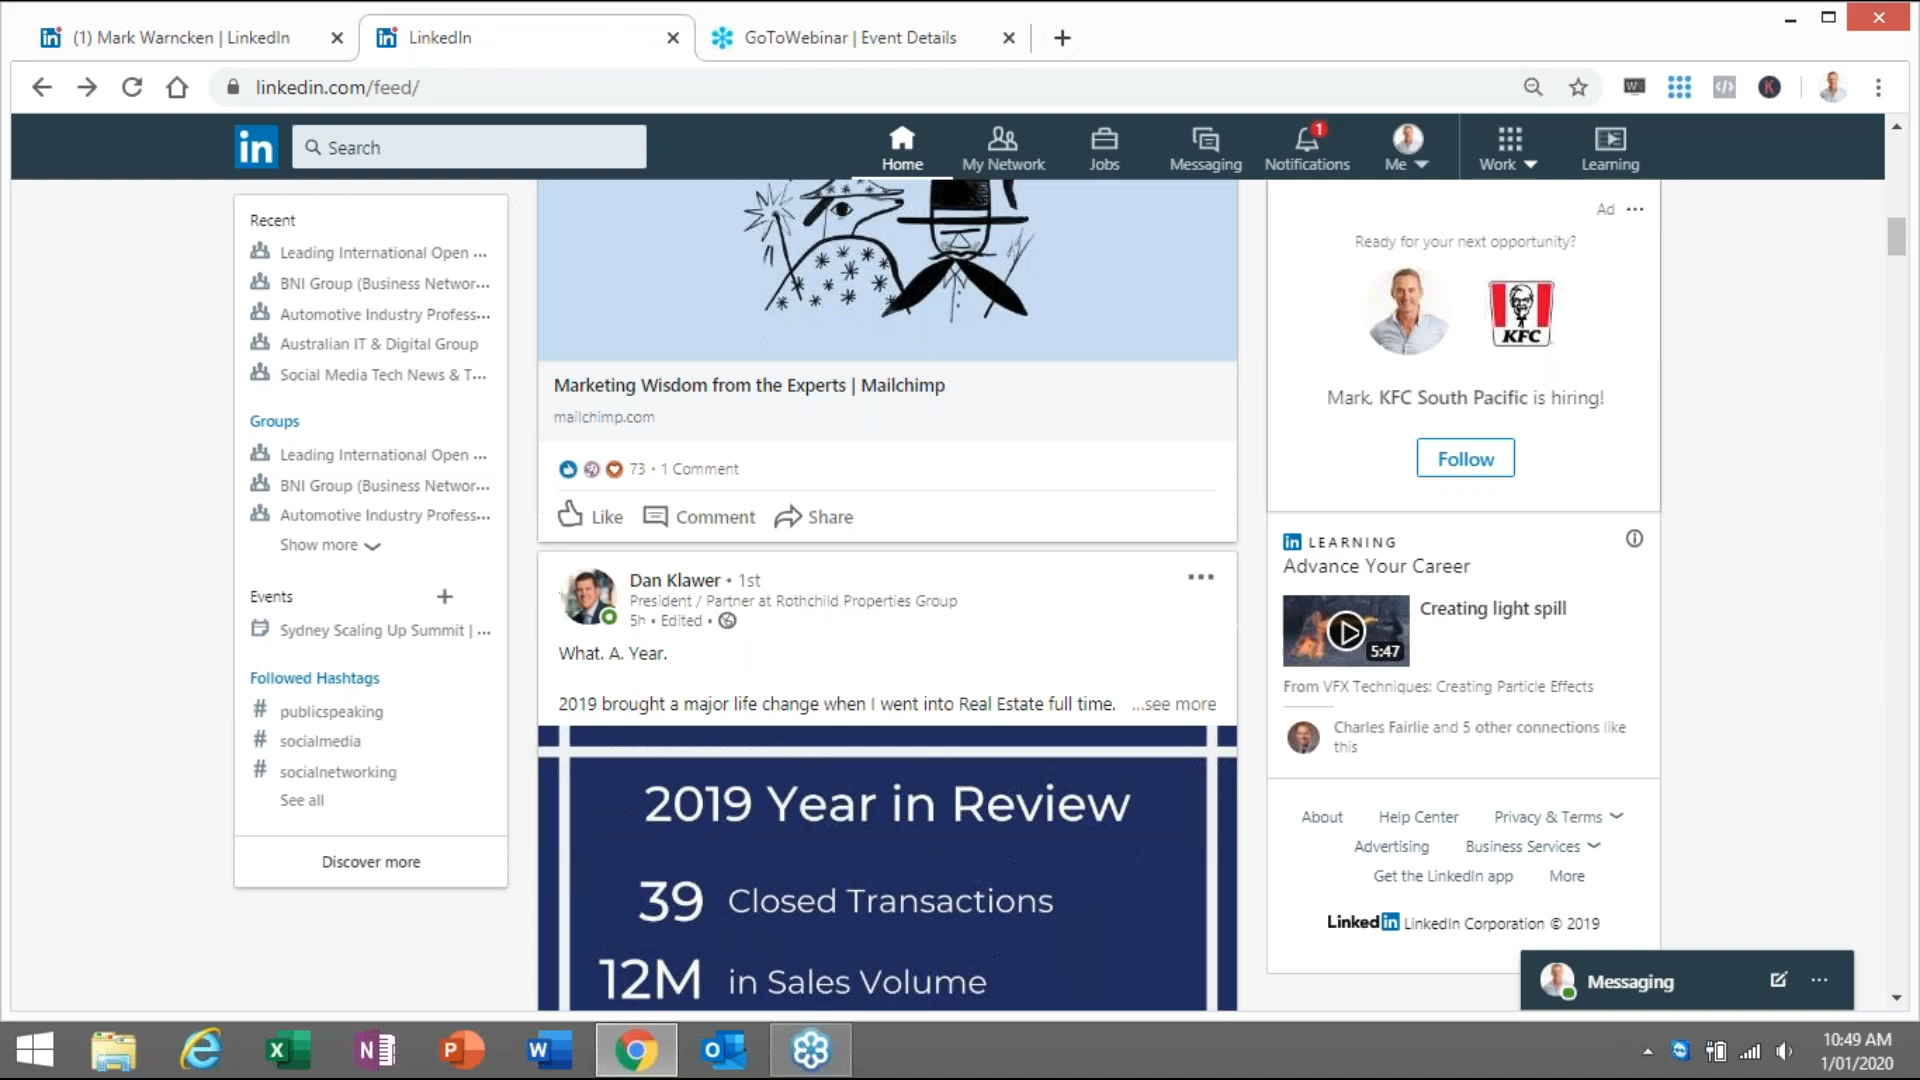 (1) Mark Warncken | LinkedIn
LinkedIn
GoToWebinar | Event Details
linkedin.com/feed/
in
Search
Home
My Network
Jobs
Messaging
1
Notifications
Me
Work
Learning
Recent
Leading International Open ...
BNI Group (Business Networ...
Automotive Industry Profess...
Australian IT & Digital Group
Social Media Tech News & T...
Groups
Leading International Open ...
BNI Group (Business Networ...
Automotive Industry Profess...
Show more
Events
Sydney Scaling Up Summit | ...
Followed Hashtags
# publicspeaking
# socialmedia
# socialnetworking
See all
Discover more
Marketing Wisdom from the Experts | Mailchimp
mailchimp.com
73 • 1 Comment
Like
Comment
Share
Dan Klawer • 1st
President / Partner at Rothchild Properties Group
5h • Edited •
What. A. Year.
2019 brought a major life change when I went into Real Estate full time. ...see more
2019 Year in Review
39 Closed Transactions
12M in Sales Volume
Ad
Ready for your next opportunity?
KFC
Mark, KFC South Pacific is hiring!
Follow
in LEARNING
Advance Your Career
Creating light spill
5:47
From VFX Techniques: Creating Particle Effects
Charles Fairlie and 5 other connections like
this
About
Help Center
Privacy & Terms
Advertising
Business Services
Get the LinkedIn app
More
Linked in LinkedIn Corporation © 2019
Messaging
10:49 AM
1/01/2020